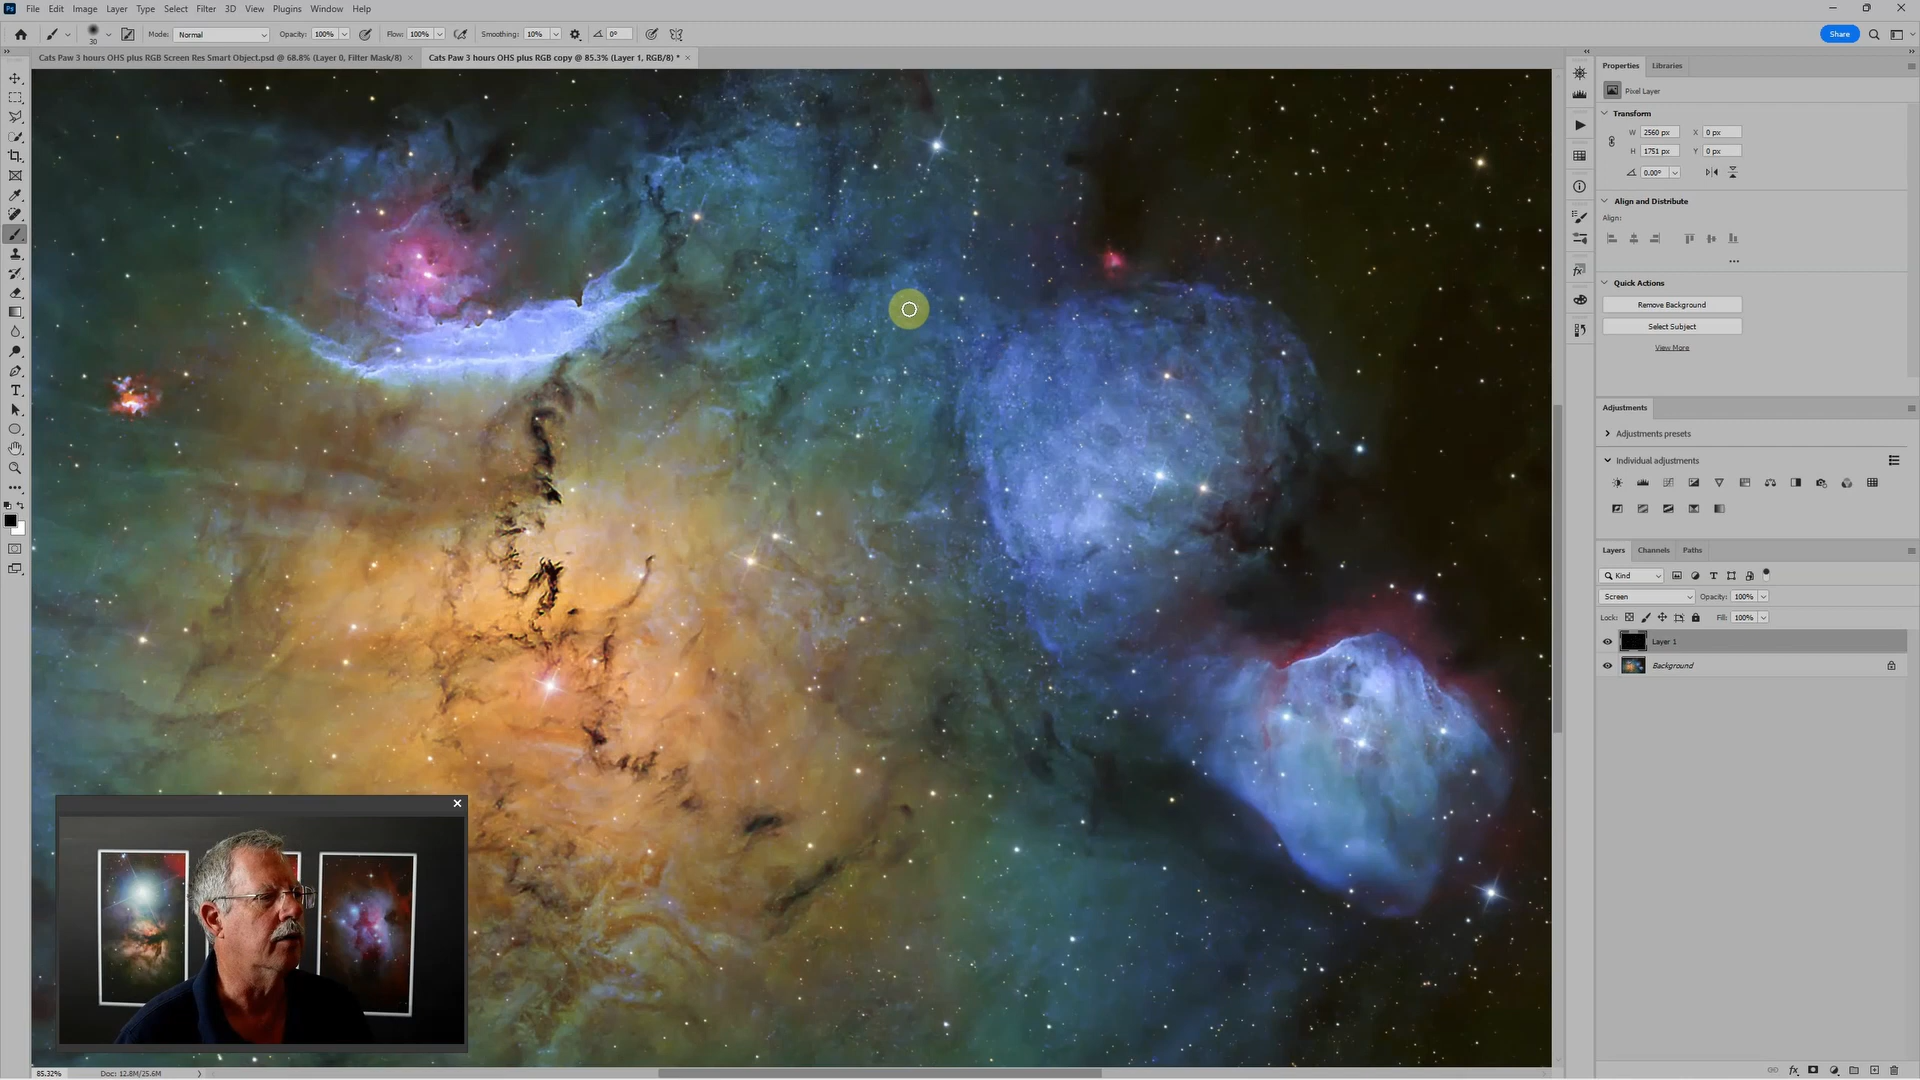 Ps File Edit Image Layer Type Select Filter 3D View Plugins Window Help
30 Mode: Normal Opacity: 100% Flow: 100% Smoothing: 10% 0° Share
Cats Paw 3 hours OHS plus RGB Screen Res Smart Object.psd @ 68.8% (Layer 0, Filter Mask/8) × Cats Paw 3 hours OHS plus RGB copy @ 85.3% (Layer 1, RGB/8) * ×
Properties Libraries
Pixel Layer
Transform
W 2560 px X 0 px
H 1751 px Y 0 px
0.00°
Align and Distribute
Align:
Quick Actions
Remove Background
Select Subject
View More
Adjustments
Adjustments presets
Individual adjustments
Layers Channels Paths
Kind
Screen Opacity: 100%
Lock: Fill: 100%
Layer 1
Background
85.32% Doc: 12.8M/25.6M